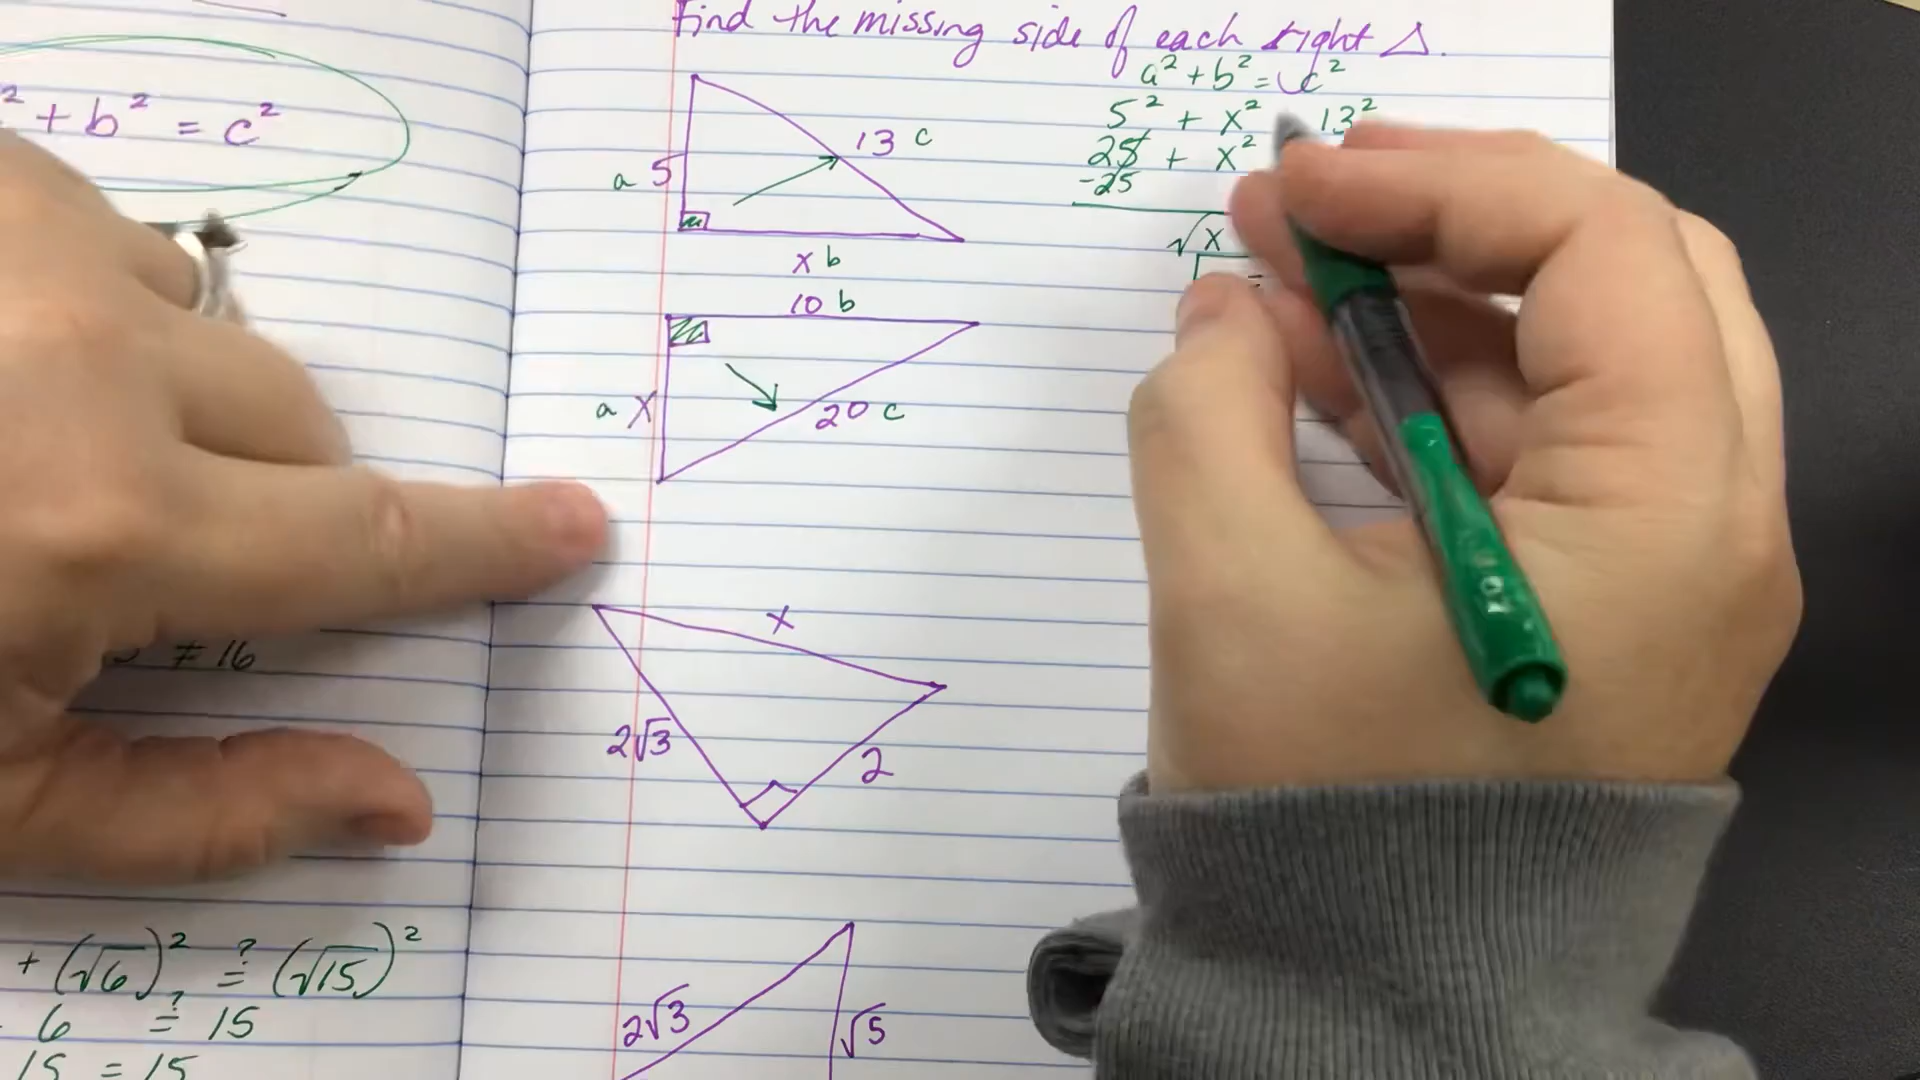 Find the missing side of each right △.
a² + b² = c²
5² + x² 13²
25 + x²
-25
√x
=
² + b² = c²
a 5
13 c
x b
10 b
a x
20 c
≠ 16
x
2√3
2
+ (√6)² ≟ (√15)²
6 ≟ 15
15 = 15
2√3
√5